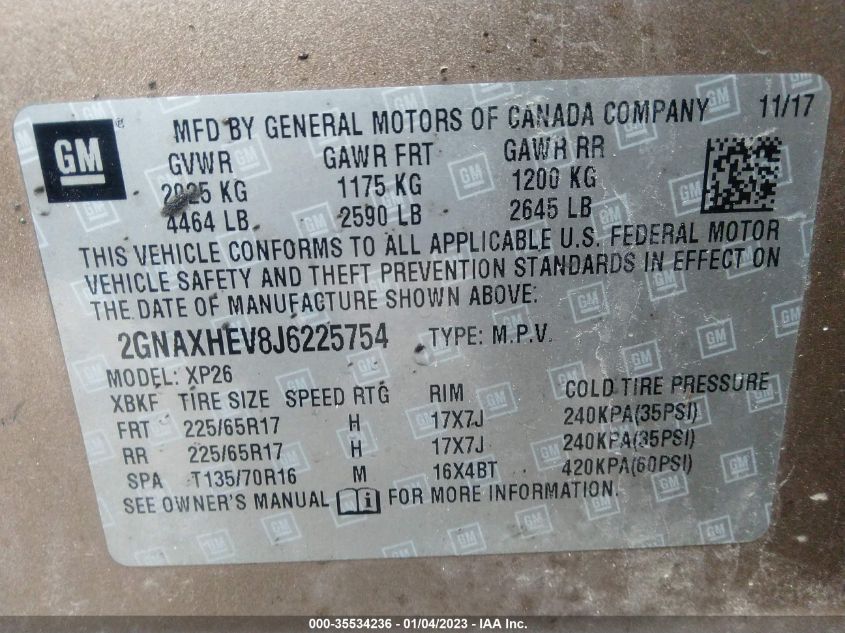 GM ® MFD BY GENERAL MOTORS OF CANADA COMPANY 11/17
GVWR GAWR FRT GAWR RR
KG 1175 KG 1200 KG
4464 LB 2590 LB 2645 LB
THIS VEHICLE CONFORMS TO ALL APPLICABLE U.S. FEDERAL MOTOR
VEHICLE SAFETY AND THEFT PREVENTION STANDARDS IN EFFECT ON
THE DATE OF MANUFACTURE SHOWN ABOVE:
2GNAXHEV8J6225754 TYPE: M.P.V.
MODEL: XP26
XBKF TIRE SIZE SPEED RTG RIM COLD TIRE PRESSURE
FRT 225/65R17 H 17X7J 240KPA(35PSI)
RR 225/65R17 H 17X7J 240KPA(35PSI)
SPA T135/70R16 M 16X4BT 420KPA(60PSI)
SEE OWNER'S MANUAL i FOR MORE INFORMATION.
000-35534236 - 01/04/2023 - © IAA Inc.